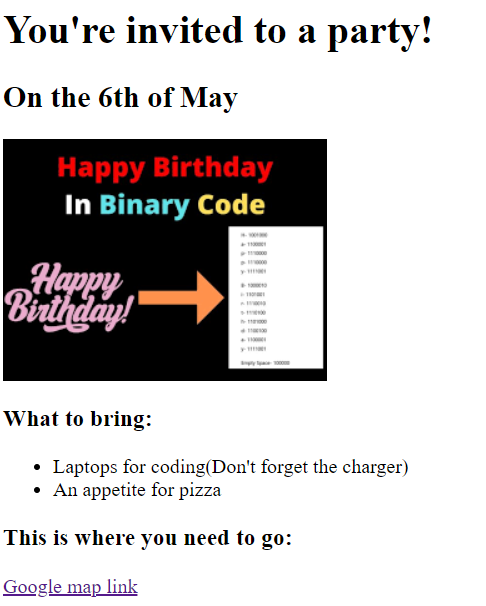 You're invited to a party!
On the 6th of May
Happy Birthday
In Binary Code
Happy
Birthday!
H- 1001000
a- 1100001
p- 1110000
p- 1110000
y- 1111001
B- 1000010
i- 1101001
r- 1110010
t- 1110100
h- 1101000
d- 1100100
a- 1100001
y- 1111001
Empty Space- 100000
What to bring:
Laptops for coding(Don't forget the charger)
An appetite for pizza
This is where you need to go:
Google map link